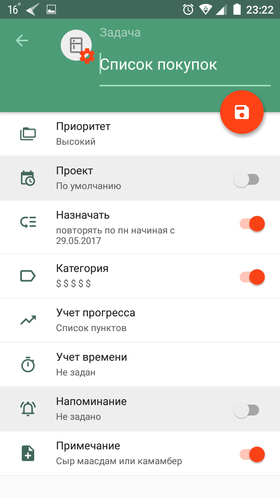 16°
23:22
Задача
Список покупок
Приоритет
Высокий
Проект
По умолчанию
Назначать
повторять по пн начиная с
29.05.2017
Категория
$ $ $ $ $
Учет прогресса
Список пунктов
Учет времени
Не задан
Напоминание
Не задано
Примечание
Сыр маасдам или камамбер